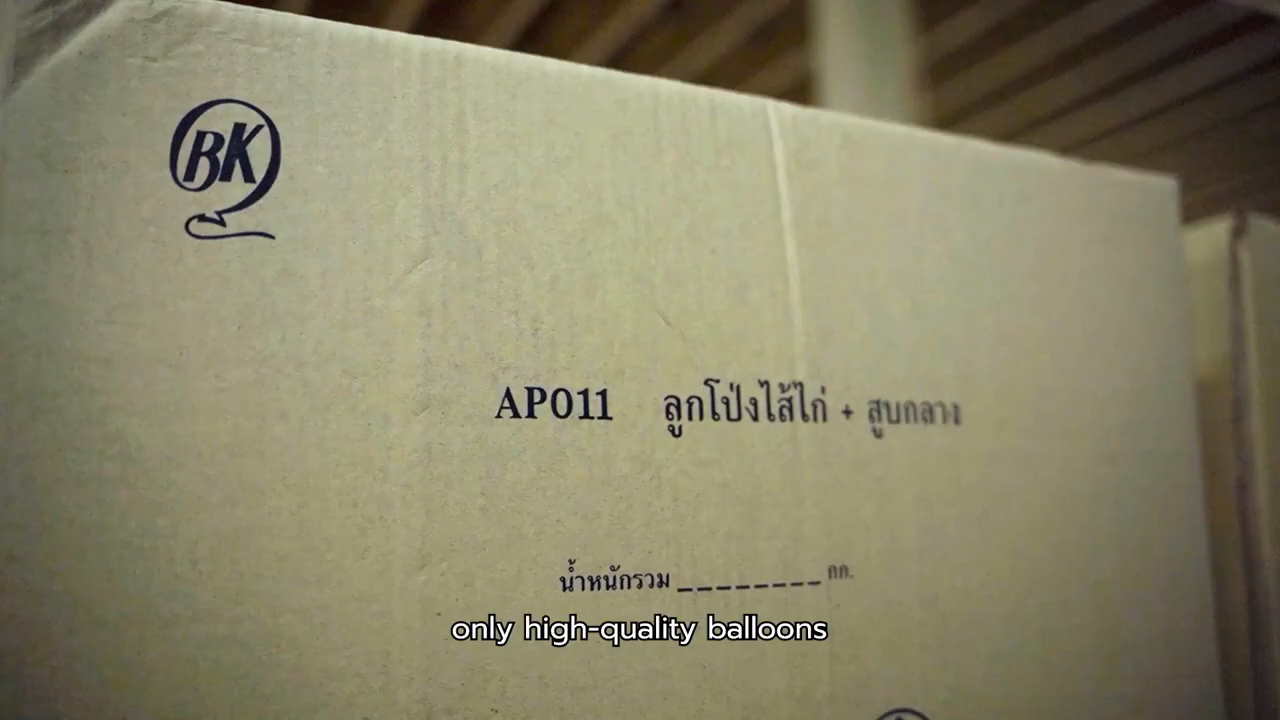 BK
AP011 ลูกโป่งไส้ไก่ + สูบกลาง
น้ำหนักรวม ________ กก.
only high-quality balloons